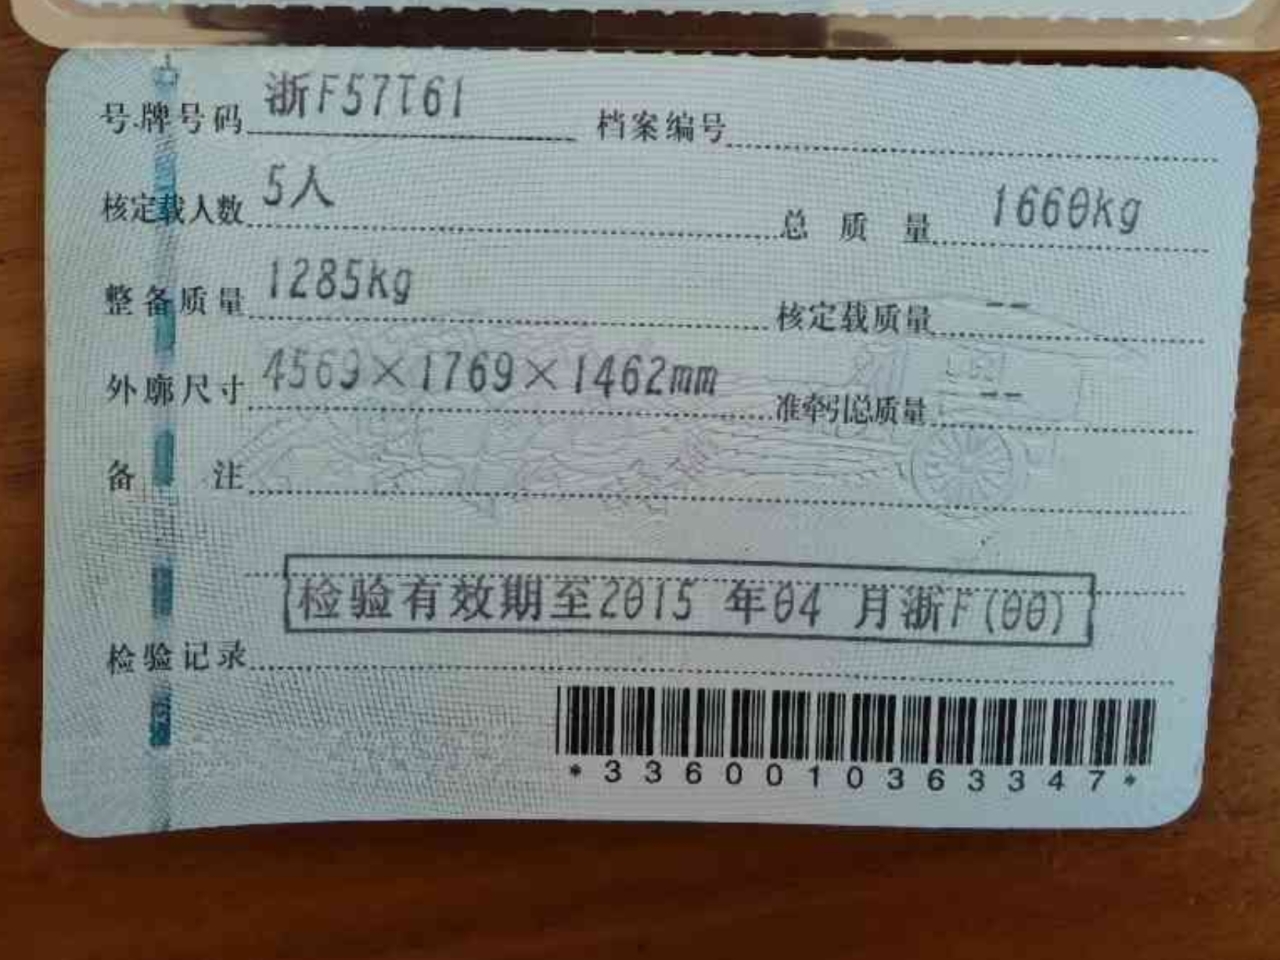 号牌号码 浙F57T61 档案编号
核定载人数 5人 总质量 1660kg
整备质量 1285kg 核定载质量 --
外廓尺寸 4569×1769×1462mm 准牵引总质量 --
备注
检验有效期至2015 年04 月浙F(00)
检验记录
*3360010363347*